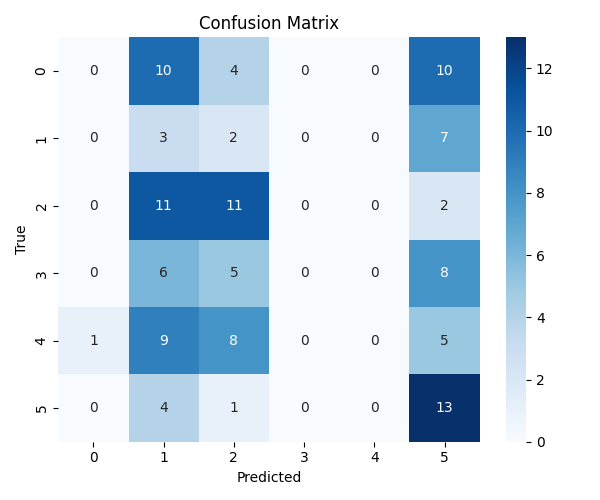 Confusion Matrix
True
0 0 10 4 0 0 10
1 0 3 2 0 0 7
2 0 11 11 0 0 2
3 0 6 5 0 0 8
4 1 9 8 0 0 5
5 0 4 1 0 0 13
0 1 2 3 4 5
Predicted
12
10
8
6
4
2
0